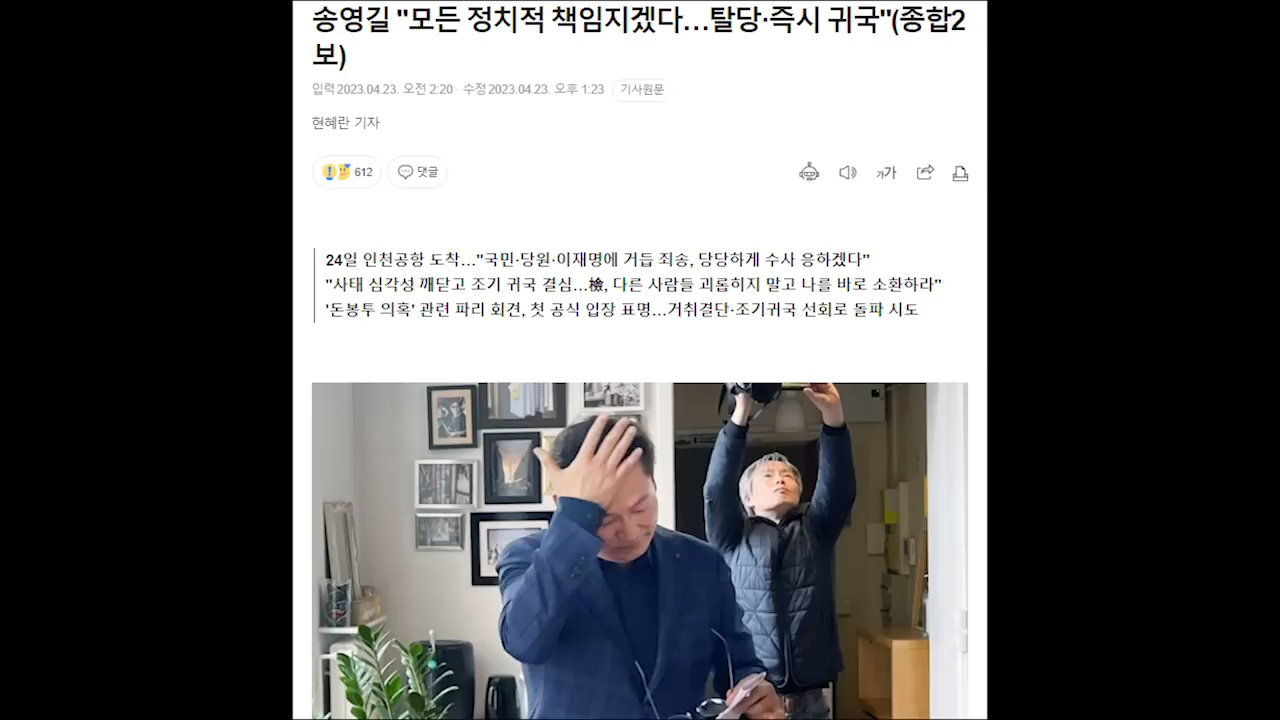 송영길 "모든 정치적 책임지겠다…탈당·즉시 귀국"(종합2
보)
입력 2023.04.23. 오전 2:20 · 수정 2023.04.23. 오후 1:23 기사원문
현혜란 기자
612 댓글
가가
24일 인천공항 도착…"국민·당원·이재명에 거듭 죄송, 당당하게 수사 응하겠다"
"사태 심각성 깨닫고 조기 귀국 결심…檢, 다른 사람들 괴롭히지 말고 나를 바로 소환하라"
'돈봉투 의혹' 관련 파리 회견, 첫 공식 입장 표명…거취결단·조기귀국 선회로 돌파 시도